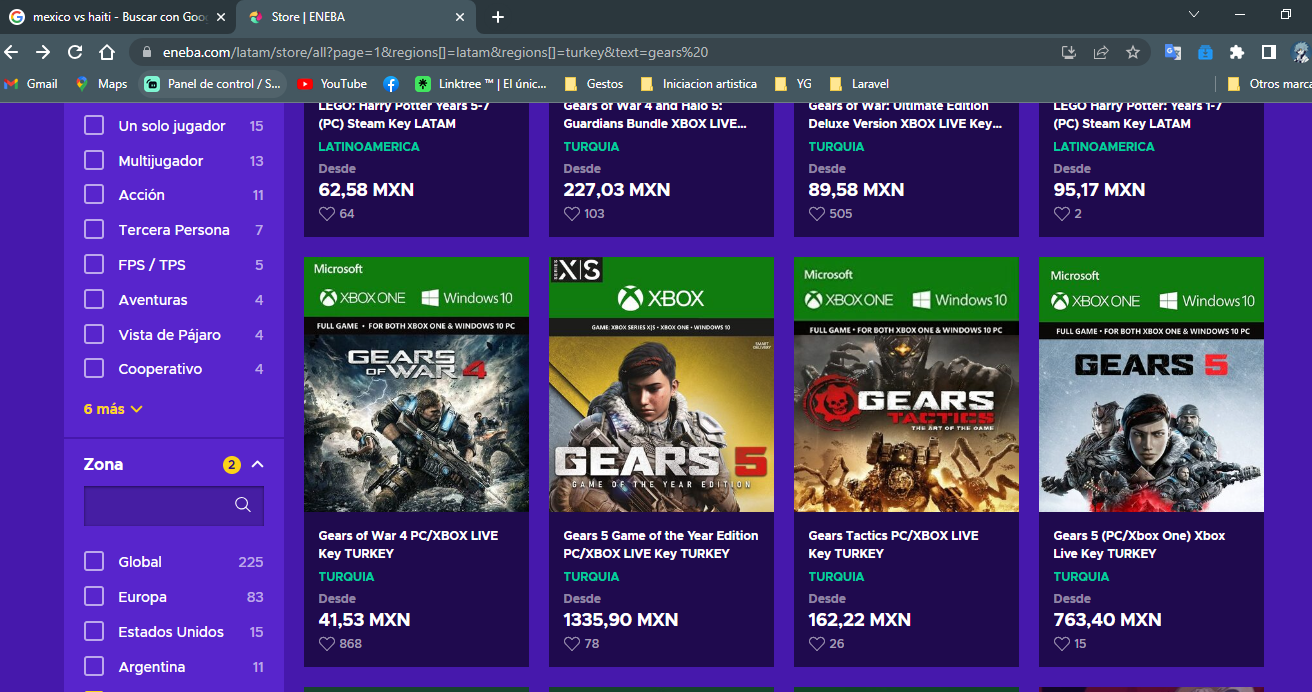 mexico vs haiti - Buscar con Goo
Store | ENEBA
eneba.com/latam/store/all?page=1&regions[]=latam&regions[]=turkey&text=gears%20
Gmail
Maps
Panel de control / S...
YouTube
Linktree ™ | El únic...
Gestos
Iniciacion artistica
YG
Laravel
Otros marca
Un solo jugador 15
Multijugador 13
Acción 11
Tercera Persona 7
FPS / TPS 5
Aventuras 4
Vista de Pájaro 4
Cooperativo 4
6 más
Zona 2
Global 225
Europa 83
Estados Unidos 15
Argentina 11
LEGO: Harry Potter Years 5-7
(PC) Steam Key LATAM
LATINOAMERICA
Desde
62,58 MXN
64
Gears of War 4 and Halo 5:
Guardians Bundle XBOX LIVE...
TURQUIA
Desde
227,03 MXN
103
Gears of War: Ultimate Edition
Deluxe Version XBOX LIVE Key...
TURQUIA
Desde
89,58 MXN
505
LEGO Harry Potter: Years 1-7
(PC) Steam Key LATAM
LATINOAMERICA
Desde
95,17 MXN
2
Microsoft
XBOX ONE Windows 10
FULL GAME • FOR BOTH XBOX ONE & WINDOWS 10 PC
GEARS
OF WAR 4
Gears of War 4 PC/XBOX LIVE
Key TURKEY
TURQUIA
Desde
41,53 MXN
868
SERIES X|S
XBOX
GAME: XBOX SERIES X|S • XBOX ONE • WINDOWS 10
SMART
DELIVERY
GEARS 5
GAME OF THE YEAR EDITION
Gears 5 Game of the Year Edition
PC/XBOX LIVE Key TURKEY
TURQUIA
Desde
1335,90 MXN
78
Microsoft
XBOX ONE Windows 10
FULL GAME • FOR BOTH XBOX ONE & WINDOWS 10 PC
GEARS
TACTICS
THE ART OF THE GAME
Gears Tactics PC/XBOX LIVE
Key TURKEY
TURQUIA
Desde
162,22 MXN
26
Microsoft
XBOX ONE Windows 10
FULL GAME • FOR BOTH XBOX ONE & WINDOWS 10 PC
GEARS 5
Gears 5 (PC/Xbox One) Xbox
Live Key TURKEY
TURQUIA
Desde
763,40 MXN
15